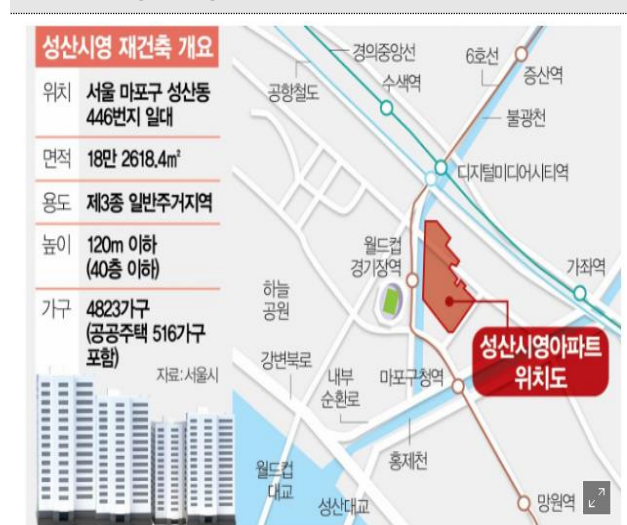 성산시영 재건축 개요
위치 서울 마포구 성산동
446번지 일대
면적 18만 2618.4㎡
용도 제3종 일반주거지역
높이 120m 이하
(40층 이하)
가구 4823가구
(공공주택 516가구
포함)
자료:서울시
경의중앙선
6호선
공항철도
수색역
증산역
불광천
디지털미디어시티역
월드컵
경기장역
가좌역
하늘
공원
성산시영아파트
위치도
강변북로
내부
순환로
마포구청역
홍제천
월드컵
대교
성산대교
망원역